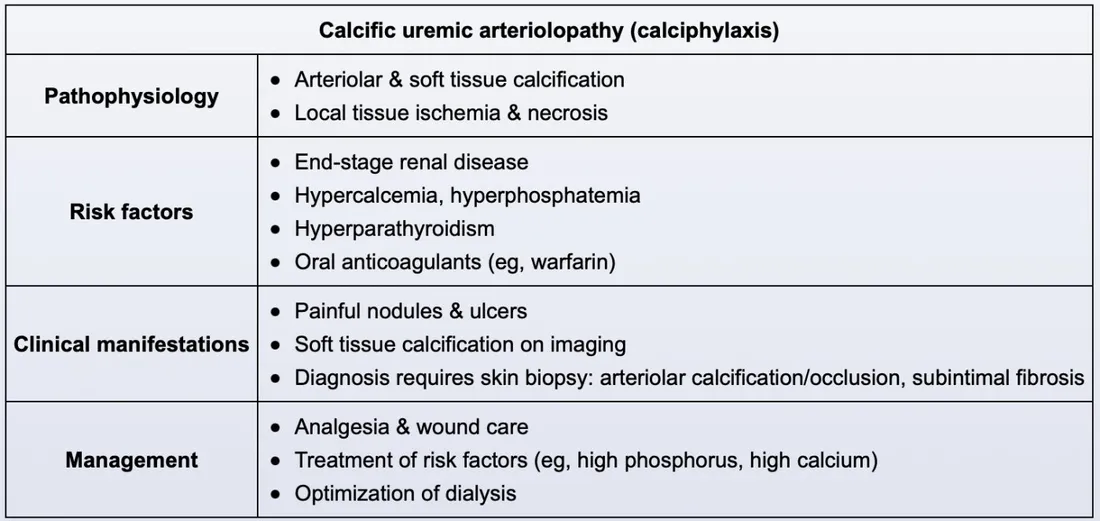 Calcific uremic arteriolopathy (calciphylaxis)
Pathophysiology
• Arteriolar & soft tissue calcification
• Local tissue ischemia & necrosis
Risk factors
• End-stage renal disease
• Hypercalcemia, hyperphosphatemia
• Hyperparathyroidism
• Oral anticoagulants (eg, warfarin)
Clinical manifestations
• Painful nodules & ulcers
• Soft tissue calcification on imaging
• Diagnosis requires skin biopsy: arteriolar calcification/occlusion, subintimal fibrosis
Management
• Analgesia & wound care
• Treatment of risk factors (eg, high phosphorus, high calcium)
• Optimization of dialysis